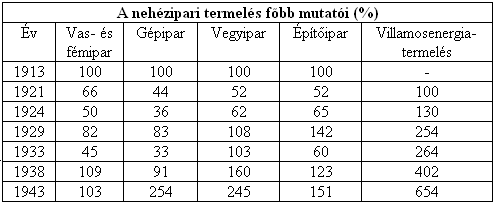 A nehézipari termelés főbb mutatói (%)
Év Vas- és fémipar Gépipar Vegyipar Építőipar Villamosenergia-termelés
1913 100 100 100 100 -
1921 66 44 52 52 100
1924 50 36 62 65 130
1929 82 83 108 142 254
1933 45 33 103 60 264
1938 109 91 160 123 402
1943 103 254 245 151 654